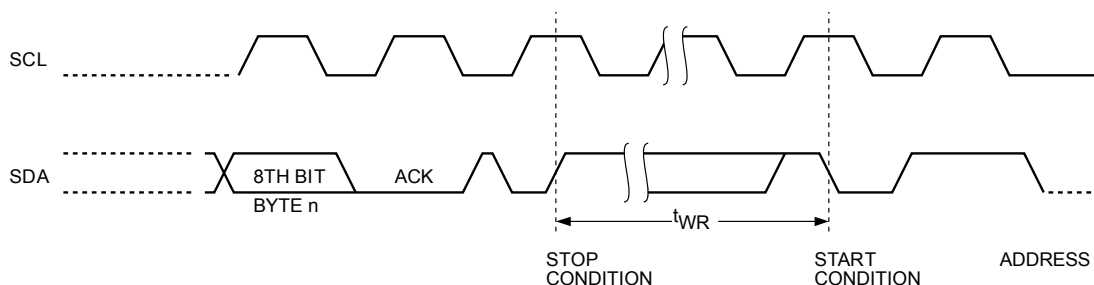 SCL
SDA
8TH BIT
ACK
BYTE n
tWR
STOP
CONDITION
START
CONDITION
ADDRESS